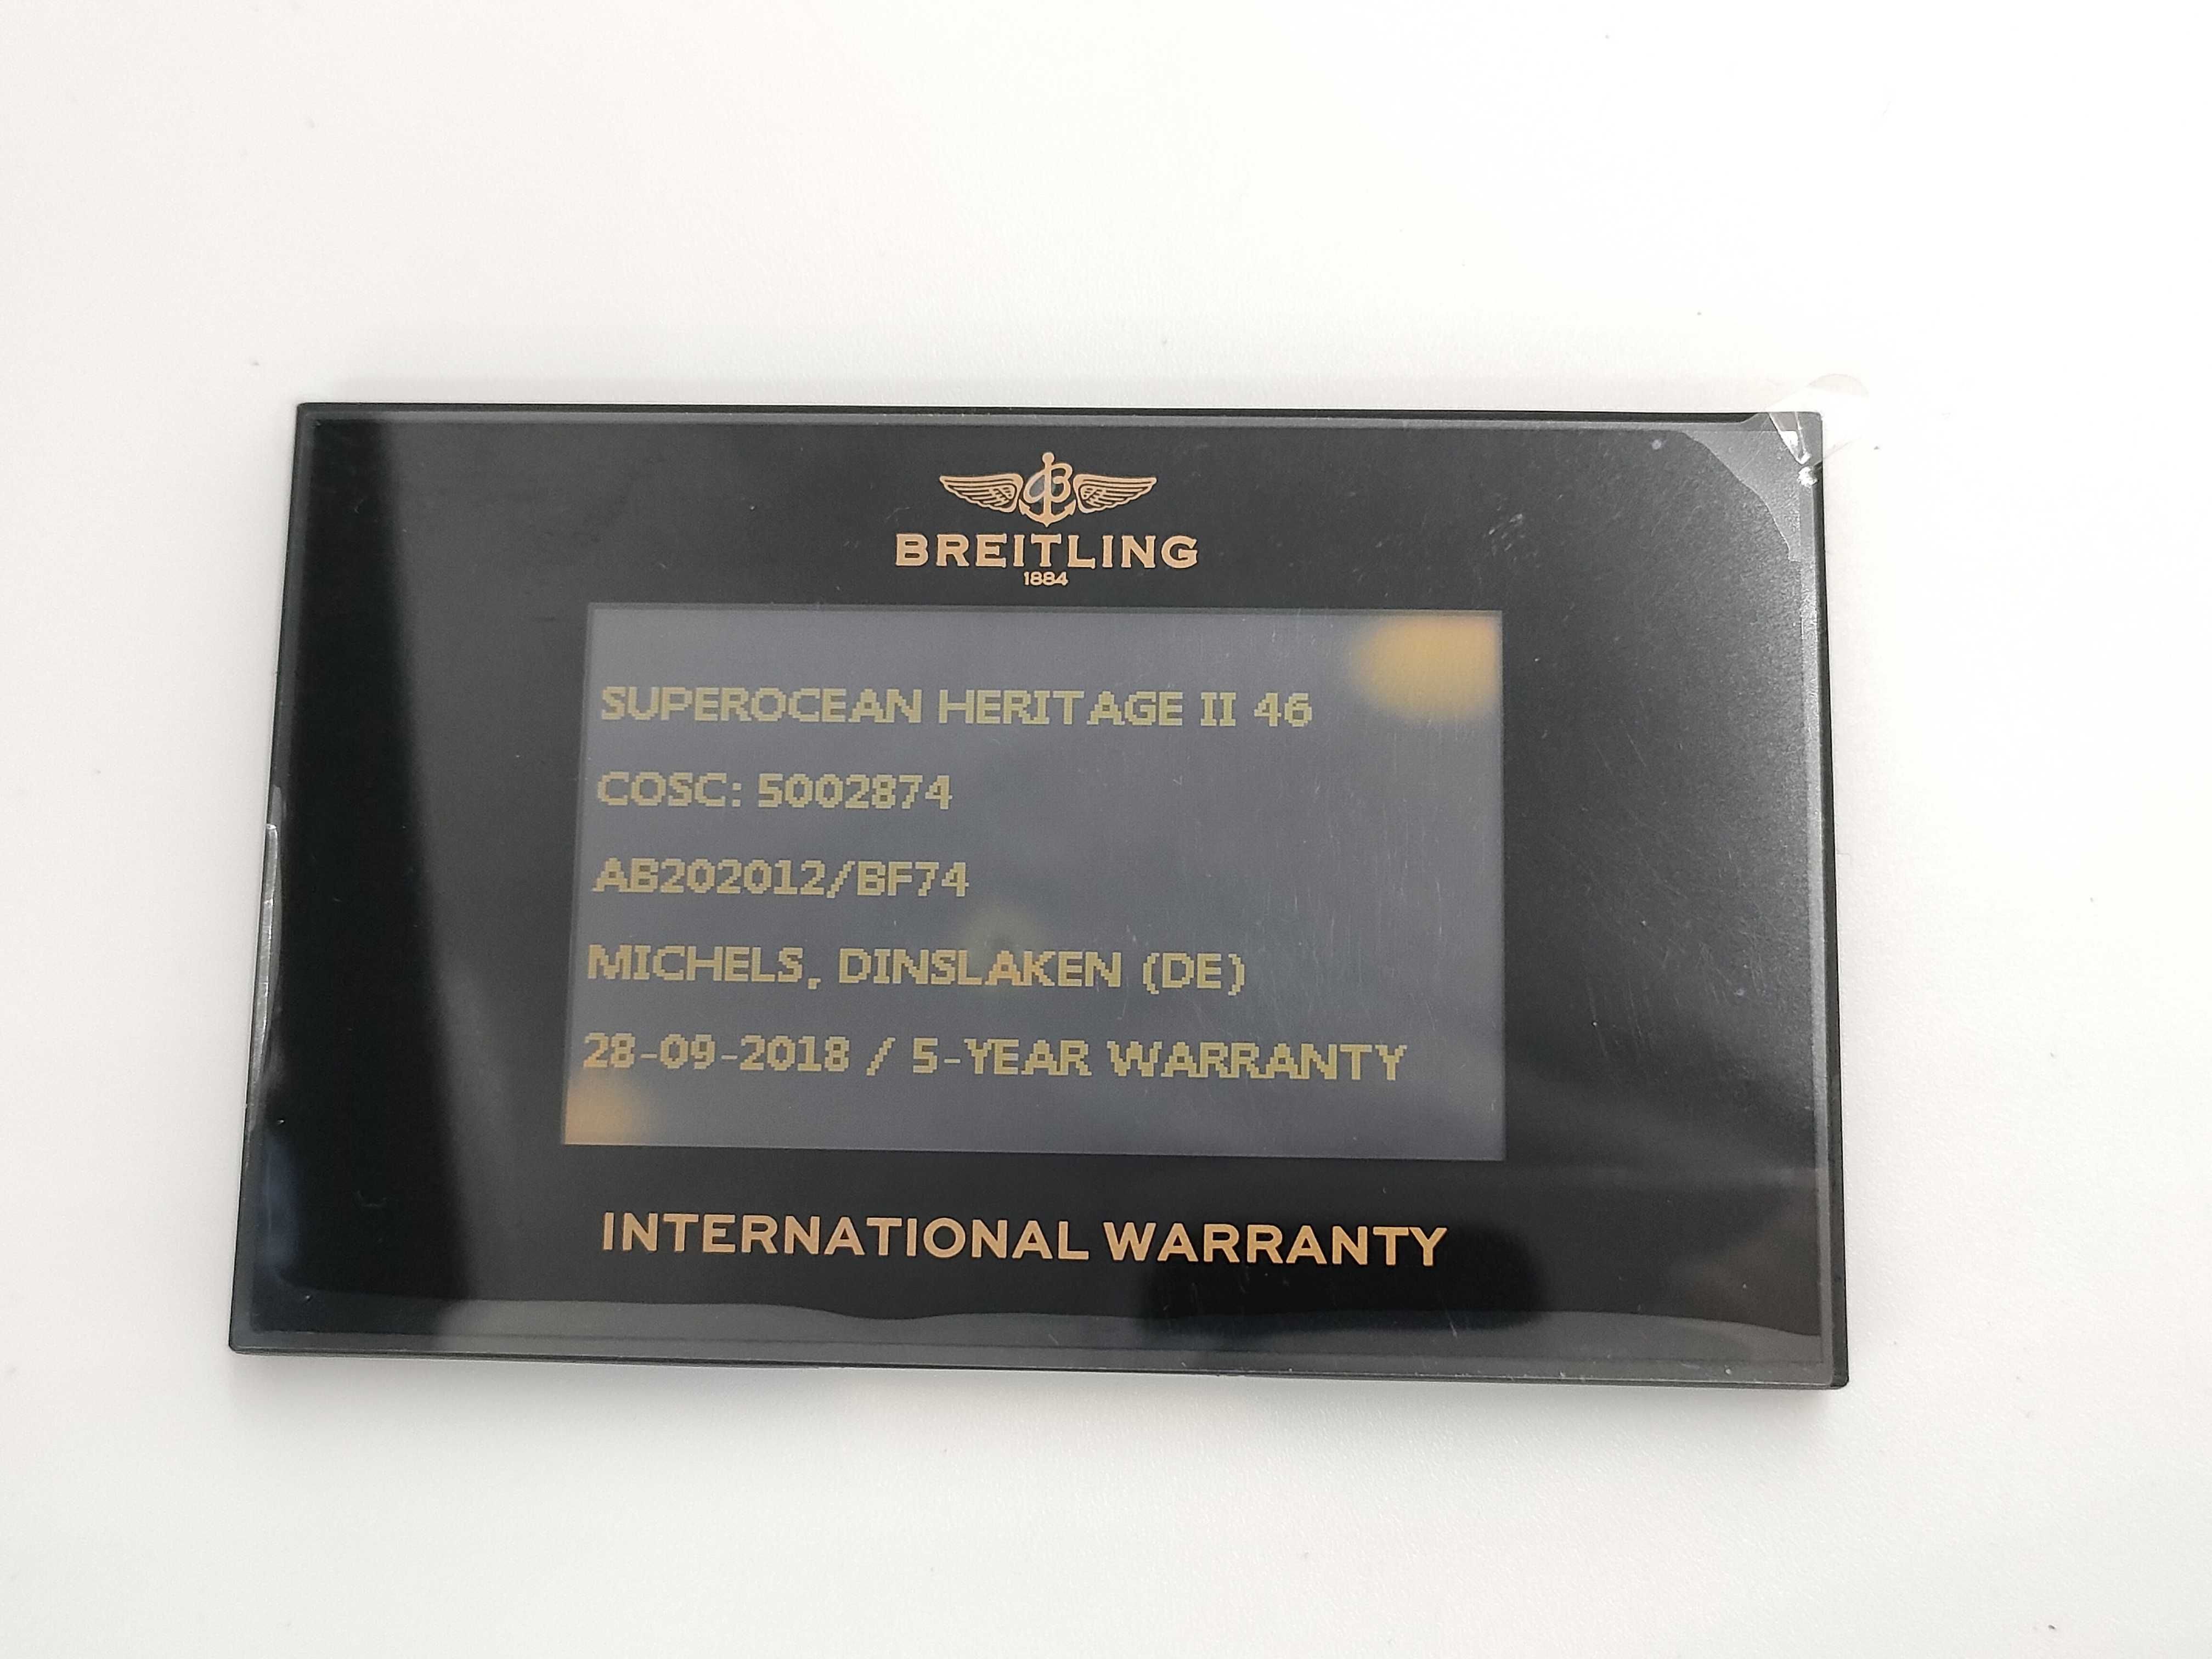 BREITLING
1884
SUPEROCEAN HERITAGE II 46
COSC: 5002874
AB202012/BF74
MICHELS, DINSLAKEN (DE)
28-09-2018 / 5-YEAR WARRANTY
INTERNATIONAL WARRANTY